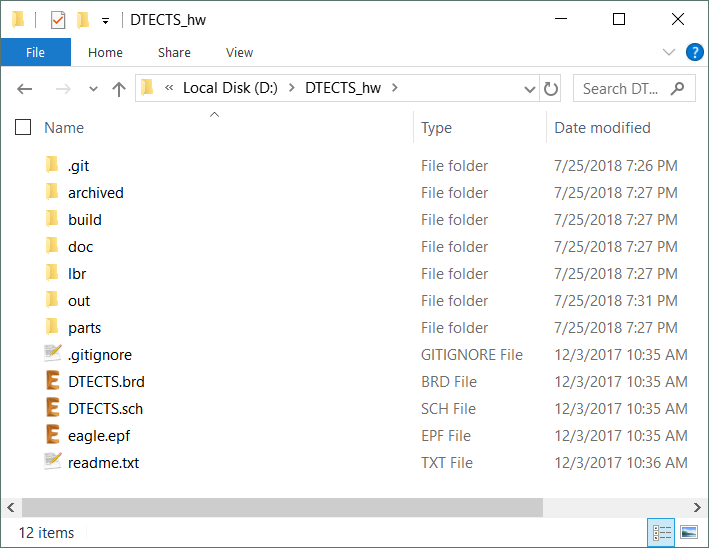 DTECTS_hw
File Home Share View
« Local Disk (D:) > DTECTS_hw > Search DT...
Name Type Date modified
.git File folder 7/25/2018 7:26 PM
archived File folder 7/25/2018 7:27 PM
build File folder 7/25/2018 7:27 PM
doc File folder 7/25/2018 7:27 PM
lbr File folder 7/25/2018 7:27 PM
out File folder 7/25/2018 7:31 PM
parts File folder 7/25/2018 7:27 PM
.gitignore GITIGNORE File 12/3/2017 10:35 AM
DTECTS.brd BRD File 12/3/2017 10:35 AM
DTECTS.sch SCH File 12/3/2017 10:35 AM
eagle.epf EPF File 12/3/2017 10:35 AM
readme.txt TXT File 12/3/2017 10:36 AM
12 items